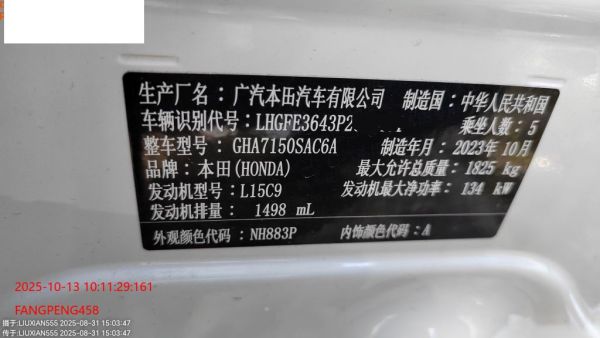 生产厂名：广汽本田汽车有限公司 制造国：中华人民共和国
车辆识别代号：LHGFE3643P2 乘坐人数：5
整车型号：GHA7150SAC6A 制造年月：2023年10月
品牌：本田(HONDA) 最大允许总质量：1825 kg
发动机型号：L15C9 发动机最大净功率：134 kW
发动机排量：1498 mL
外观颜色代码：NH883P 内饰颜色代码：A
2025-10-13 10:11:29:161
FANGPENG458
摄于:LIUXIAN555 2025-08-31 15:03:47
传于:LIUXIAN555 2025-08-31 15:03:47